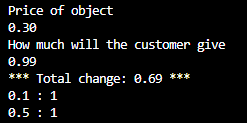 Price of object
0.30
How much will the customer give
0.99
*** Total change: 0.69 ***
0.1 : 1
0.5 : 1